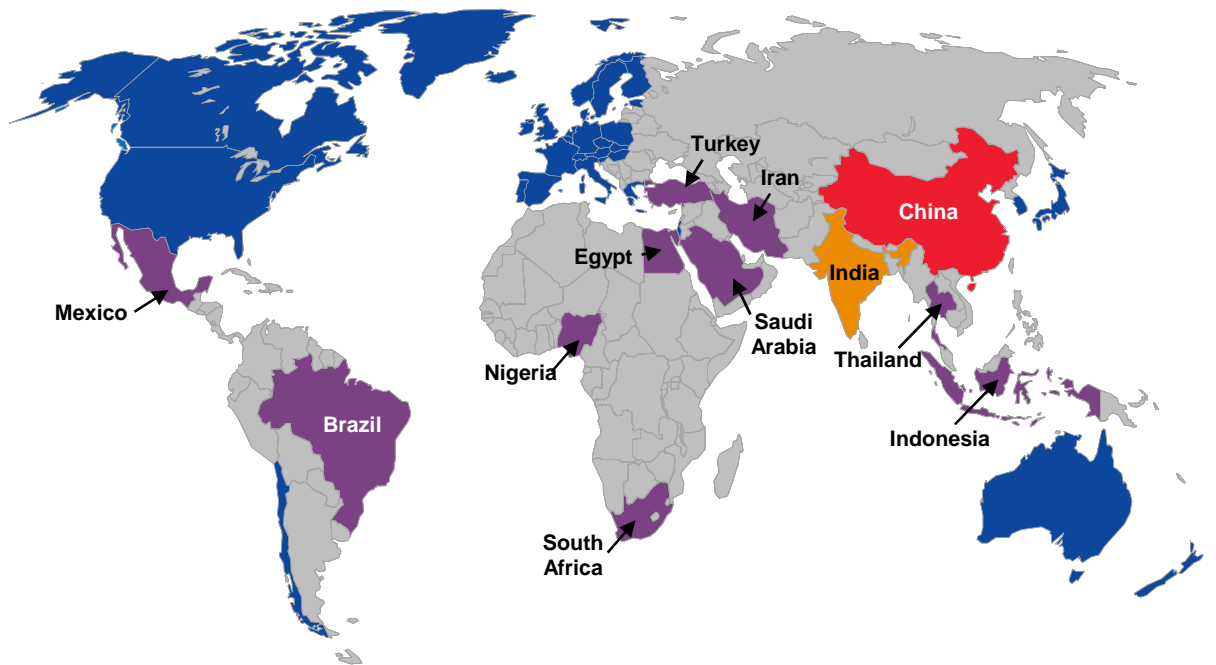 Turkey
Iran
China
Egypt
India
Mexico
Saudi
Arabia
Thailand
Nigeria
Brazil
Indonesia
South
Africa